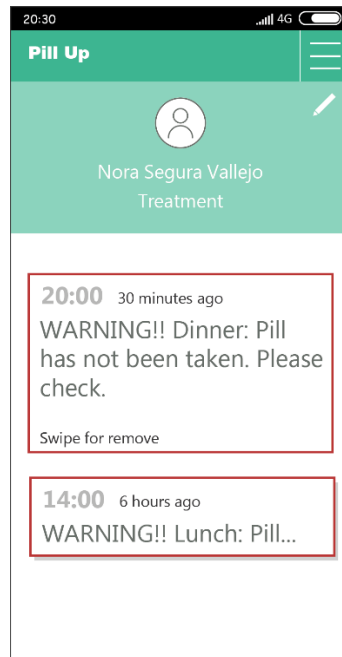 20:30 4G
Pill Up
Nora Segura Vallejo
Treatment
20:00 30 minutes ago
WARNING!! Dinner: Pill
has not been taken. Please
check.
Swipe for remove
14:00 6 hours ago
WARNING!! Lunch: Pill...